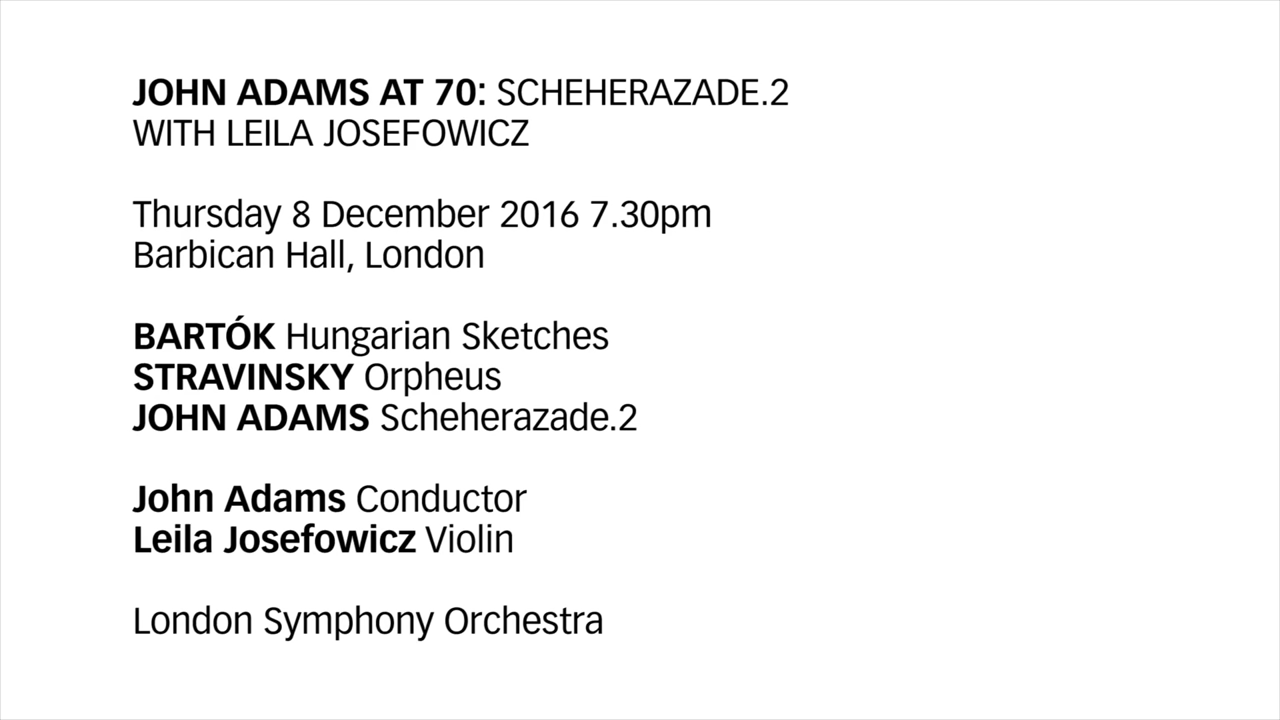 JOHN ADAMS AT 70: SCHEHERAZADE.2
WITH LEILA JOSEFOWICZ
Thursday 8 December 2016 7.30pm
Barbican Hall, London
BARTÓK Hungarian Sketches
STRAVINSKY Orpheus
JOHN ADAMS Scheherazade.2
John Adams Conductor
Leila Josefowicz Violin
London Symphony Orchestra